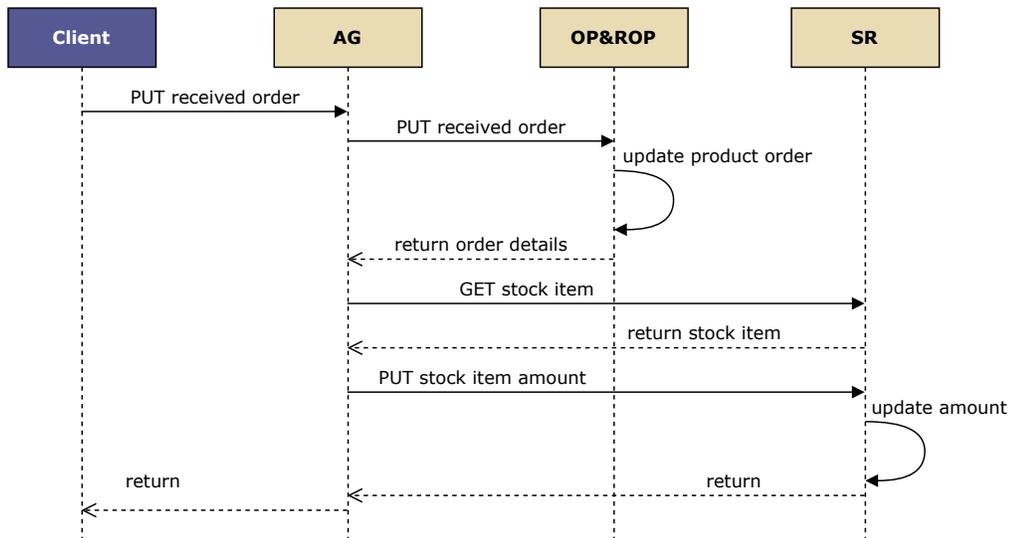 Client
AG
OP&ROP
SR
PUT received order
PUT received order
update product order
return order details
GET stock item
return stock item
PUT stock item amount
update amount
return
return